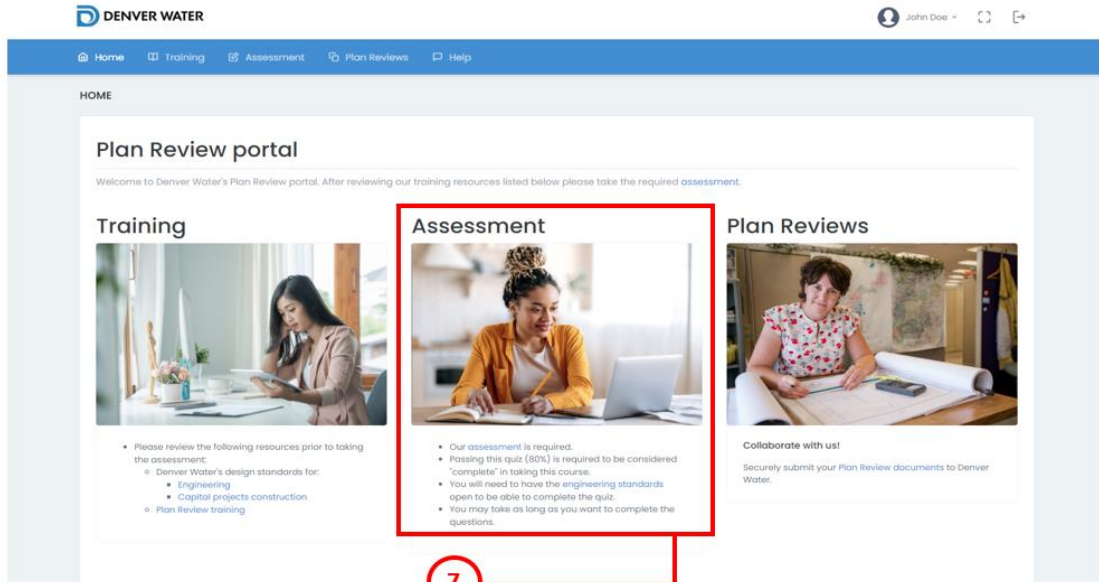 DENVER WATER
John Doe
Home Training Assessment Plan Reviews Help
HOME
Plan Review portal
Welcome to Denver Water's Plan Review portal. After reviewing our training resources listed below please take the required assessment.
Training
Please review the following resources prior to taking
the assessment:
Denver Water's design standards for:
Engineering
Capital projects construction
Plan Review training
Assessment
Our assessment is required.
Passing this quiz (80%) is required to be considered
"complete" in taking this course.
You will need to have the engineering standards
open to be able to complete the quiz.
You may take as long as you want to complete the
questions.
Plan Reviews
Collaborate with us!
Securely submit your Plan Review documents to Denver
Water.
7